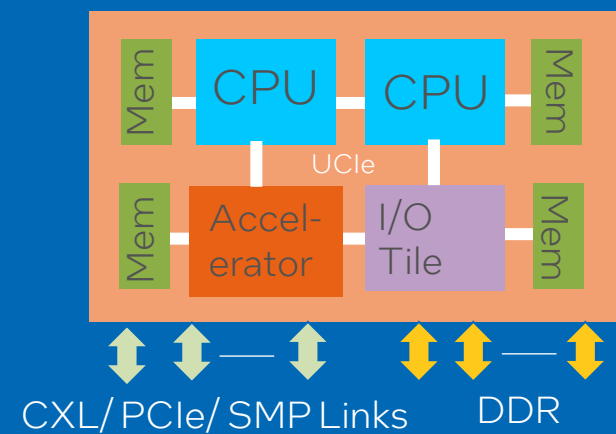 Mem
CPU
CPU
Mem
UCIe
Mem
Accel-
erator
I/O
Tile
Mem
CXL/ PCIe/ SMP Links
DDR